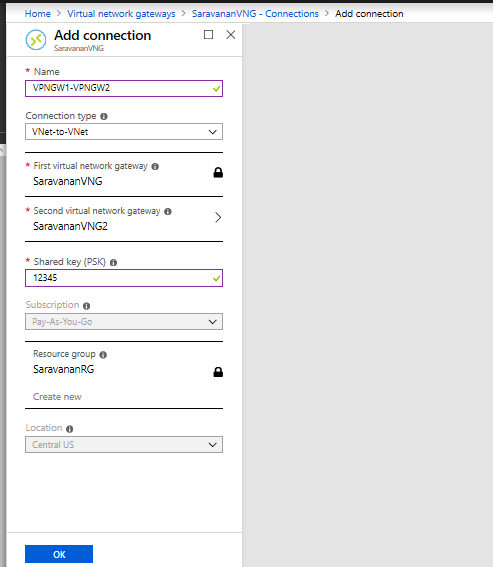 Home > Virtual network gateways > SaravananVNG - Connections > Add connection
Add connection
SaravananVNG
* Name
VPNGW1-VPNGW2
Connection type
VNet-to-VNet
* First virtual network gateway
SaravananVNG
* Second virtual network gateway
SaravananVNG2
* Shared key (PSK)
12345
Subscription
Pay-As-You-Go
Resource group
SaravananRG
Create new
Location
Central US
OK